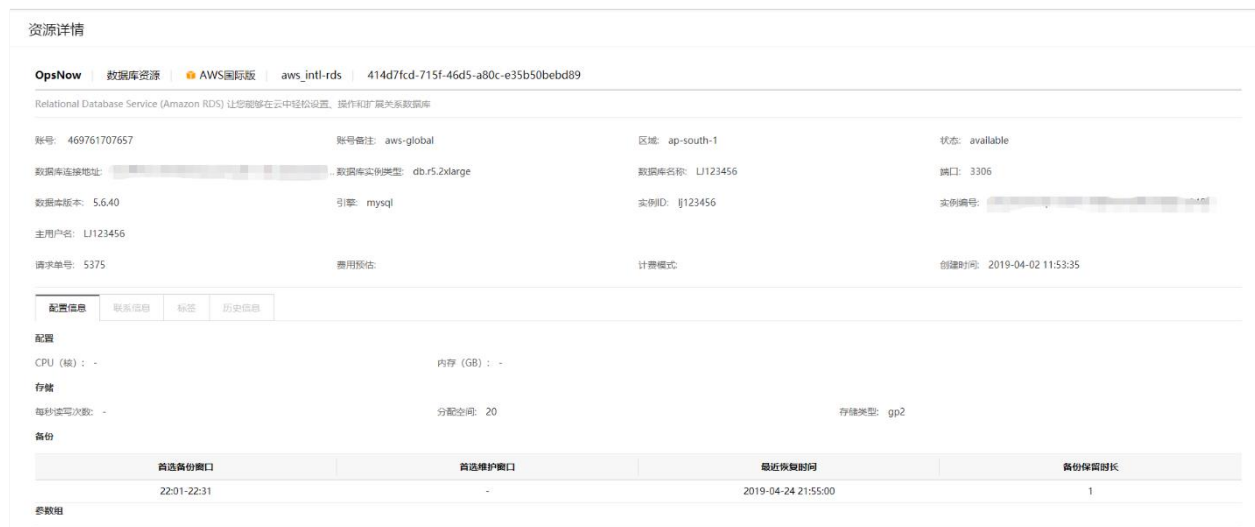 资源详情
OpsNow 数据库资源 AWS国际版 aws_intl-rds 414d7fcd-715f-46d5-a80c-e35b50bebd89
Relational Database Service (Amazon RDS) 让您能够在云中轻松设置、操作和扩展关系数据库
账号: 469761707657 账号备注: aws-global 区域: ap-south-1 状态: available
数据库连接地址: .. 数据库实例类型: db.r5.2xlarge 数据库名称: LJ123456 端口: 3306
数据库版本: 5.6.40 引擎: mysql 实例ID: lj123456 实例编号:
主用户名: LJ123456
请求单号: 5375 费用预估: 计费模式: 创建时间: 2019-04-02 11:53:35
配置信息 联系信息 标签 历史信息
配置
CPU (核) : - 内存 (GB) : -
存储
每秒读写次数: - 分配空间: 20 存储类型: gp2
备份
首选备份窗口 首选维护窗口 最近恢复时间 备份保留时长
22:01-22:31 - 2019-04-24 21:55:00 1
参数组